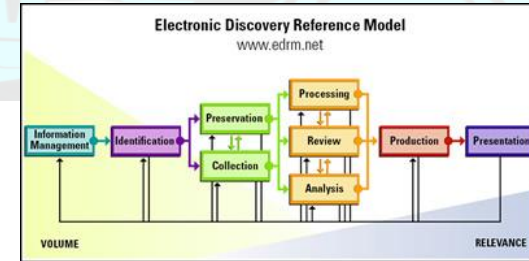 Electronic Discovery Reference Model
www.edrm.net
Information
Management
Identification
Preservation
Collection
Processing
Review
Analysis
Production
Presentation
VOLUME
RELEVANCE